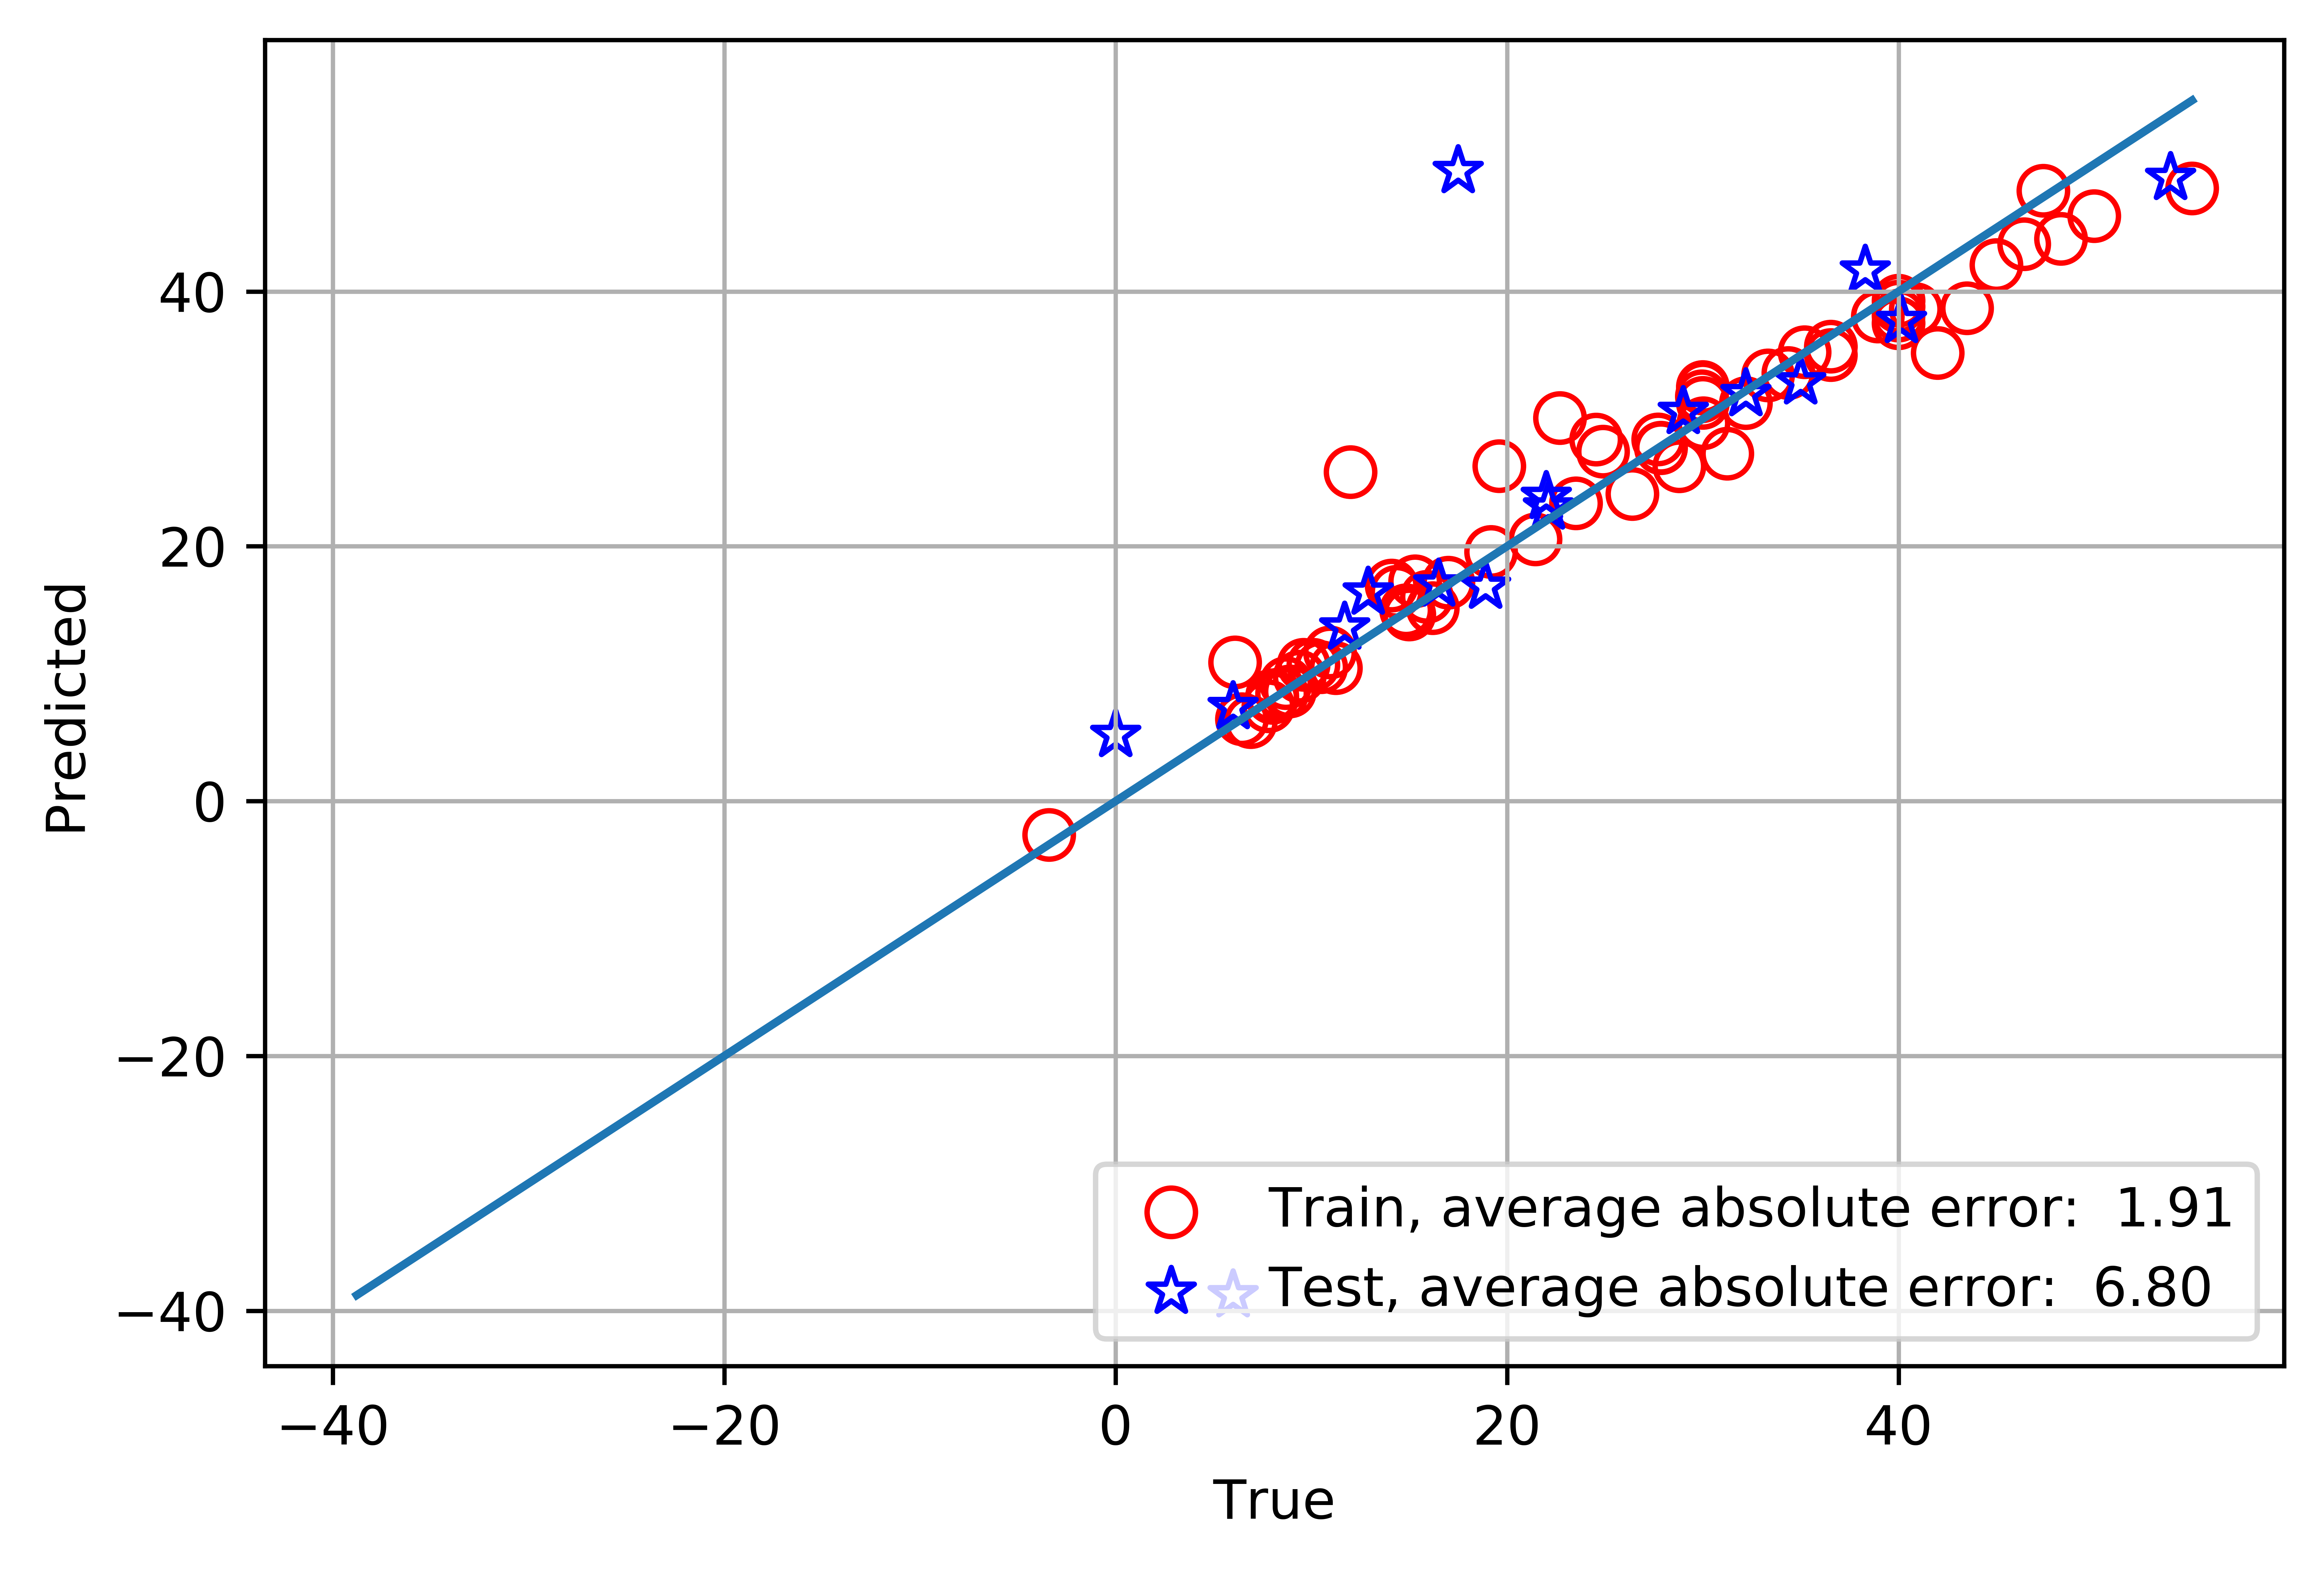 40
20
0
−20
−40
Predicted
Train, average absolute error: 1.91
Test, average absolute error: 6.80
−40 −20 0 20 40
True